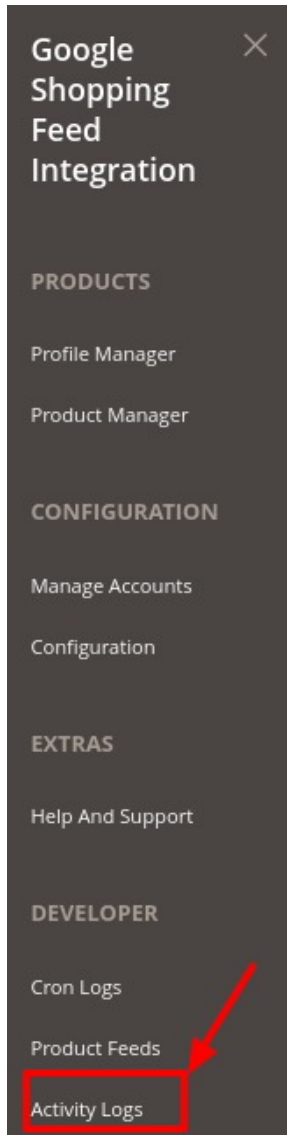 Google
Shopping
Feed
Integration
PRODUCTS
Profile Manager
Product Manager
CONFIGURATION
Manage Accounts
Configuration
EXTRAS
Help And Support
DEVELOPER
Cron Logs
Product Feeds
Activity Logs